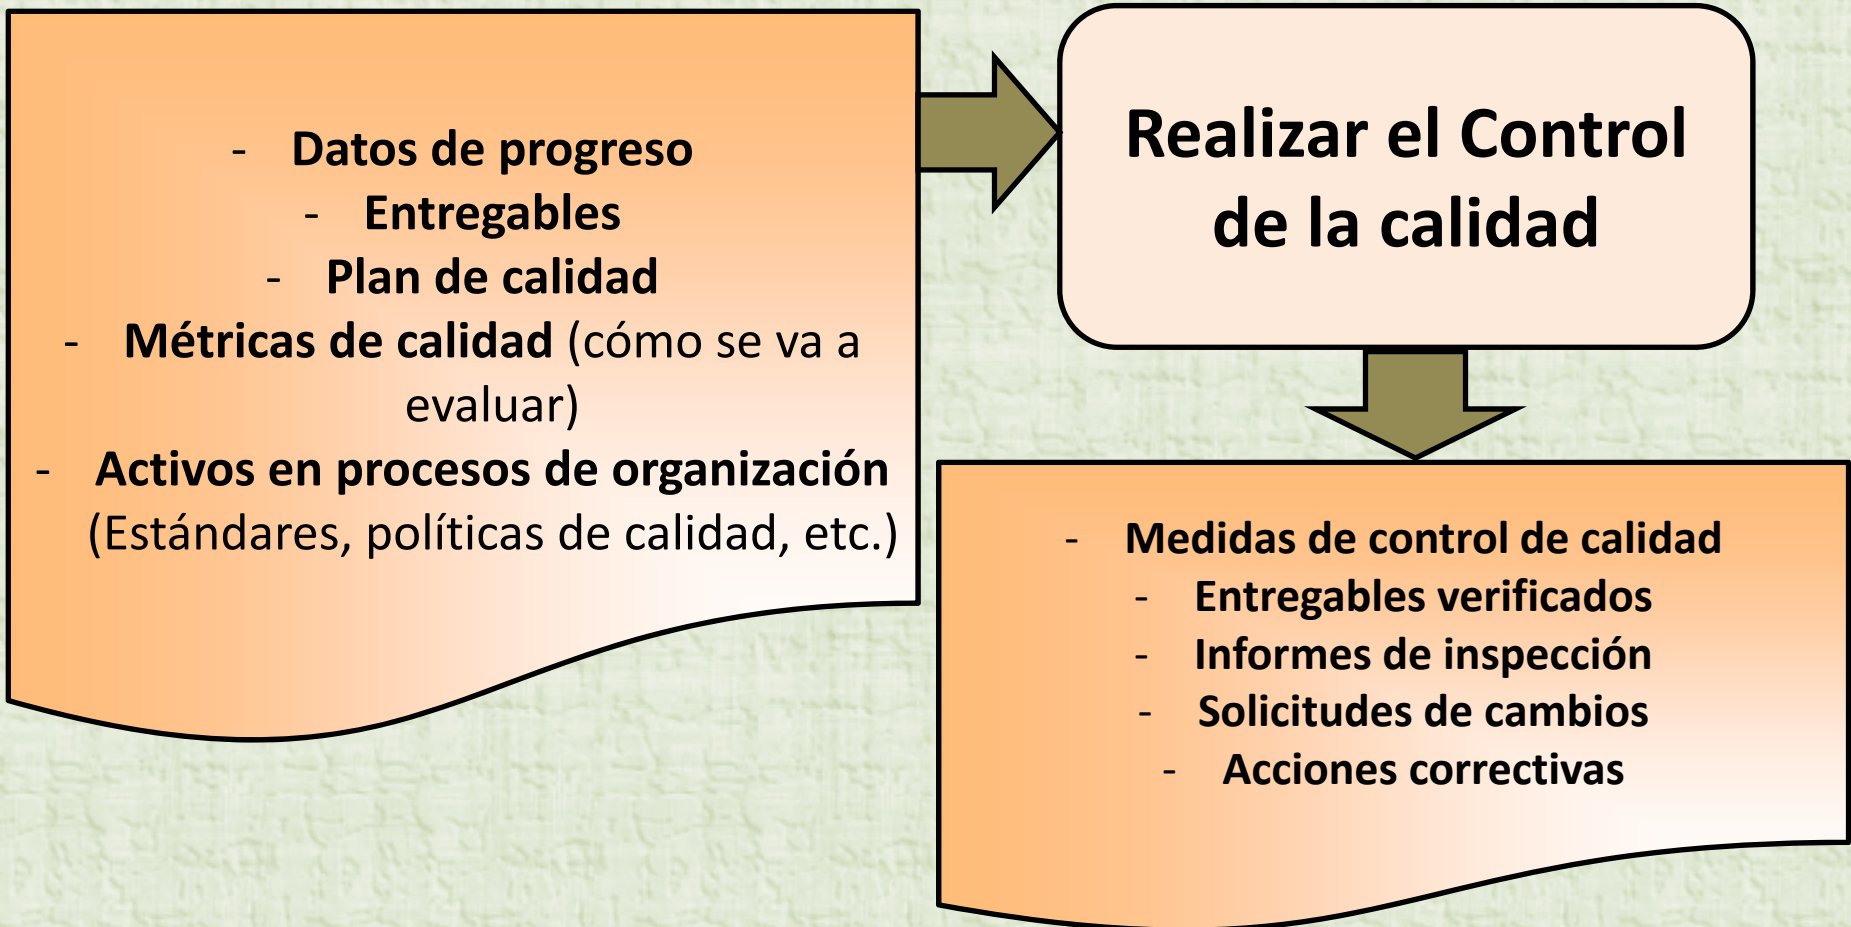 - Datos de progreso
- Entregables
- Plan de calidad
- Métricas de calidad (cómo se va a
evaluar)
- Activos en procesos de organización
(Estándares, políticas de calidad, etc.)
Realizar el Control
de la calidad
- Medidas de control de calidad
- Entregables verificados
- Informes de inspección
- Solicitudes de cambios
- Acciones correctivas